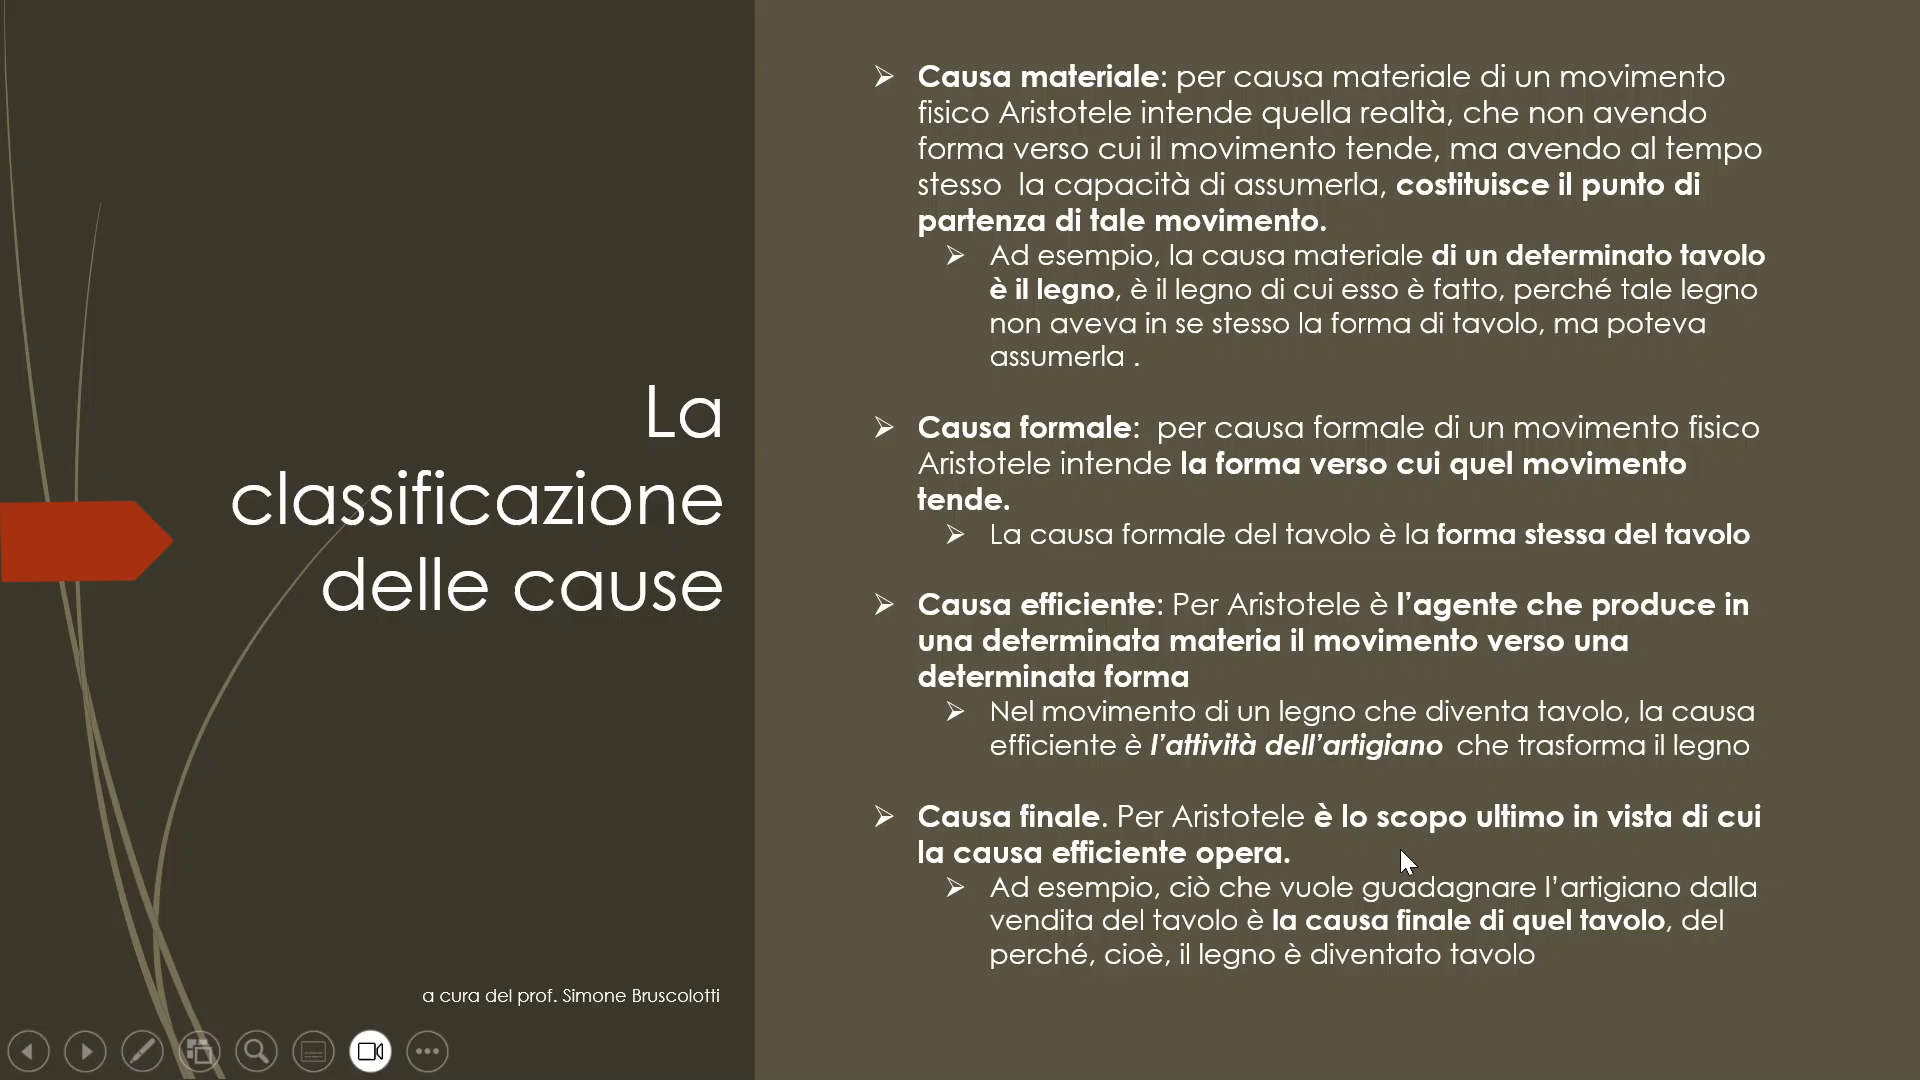 La
classificazione
delle cause
a cura del prof. Simone Bruscolotti
Causa materiale: per causa materiale di un movimento
fisico Aristotele intende quella realtà, che non avendo
forma verso cui il movimento tende, ma avendo al tempo
stesso la capacità di assumerla, costituisce il punto di
partenza di tale movimento.
Ad esempio, la causa materiale di un determinato tavolo
è il legno, è il legno di cui esso è fatto, perché tale legno
non aveva in se stesso la forma di tavolo, ma poteva
assumerla .
Causa formale: per causa formale di un movimento fisico
Aristotele intende la forma verso cui quel movimento
tende.
La causa formale del tavolo è la forma stessa del tavolo
Causa efficiente: Per Aristotele è l’agente che produce in
una determinata materia il movimento verso una
determinata forma
Nel movimento di un legno che diventa tavolo, la causa
efficiente è l’attività dell’artigiano che trasforma il legno
Causa finale. Per Aristotele è lo scopo ultimo in vista di cui
la causa efficiente opera.
Ad esempio, ciò che vuole guadagnare l’artigiano dalla
vendita del tavolo è la causa finale di quel tavolo, del
perché, cioè, il legno è diventato tavolo